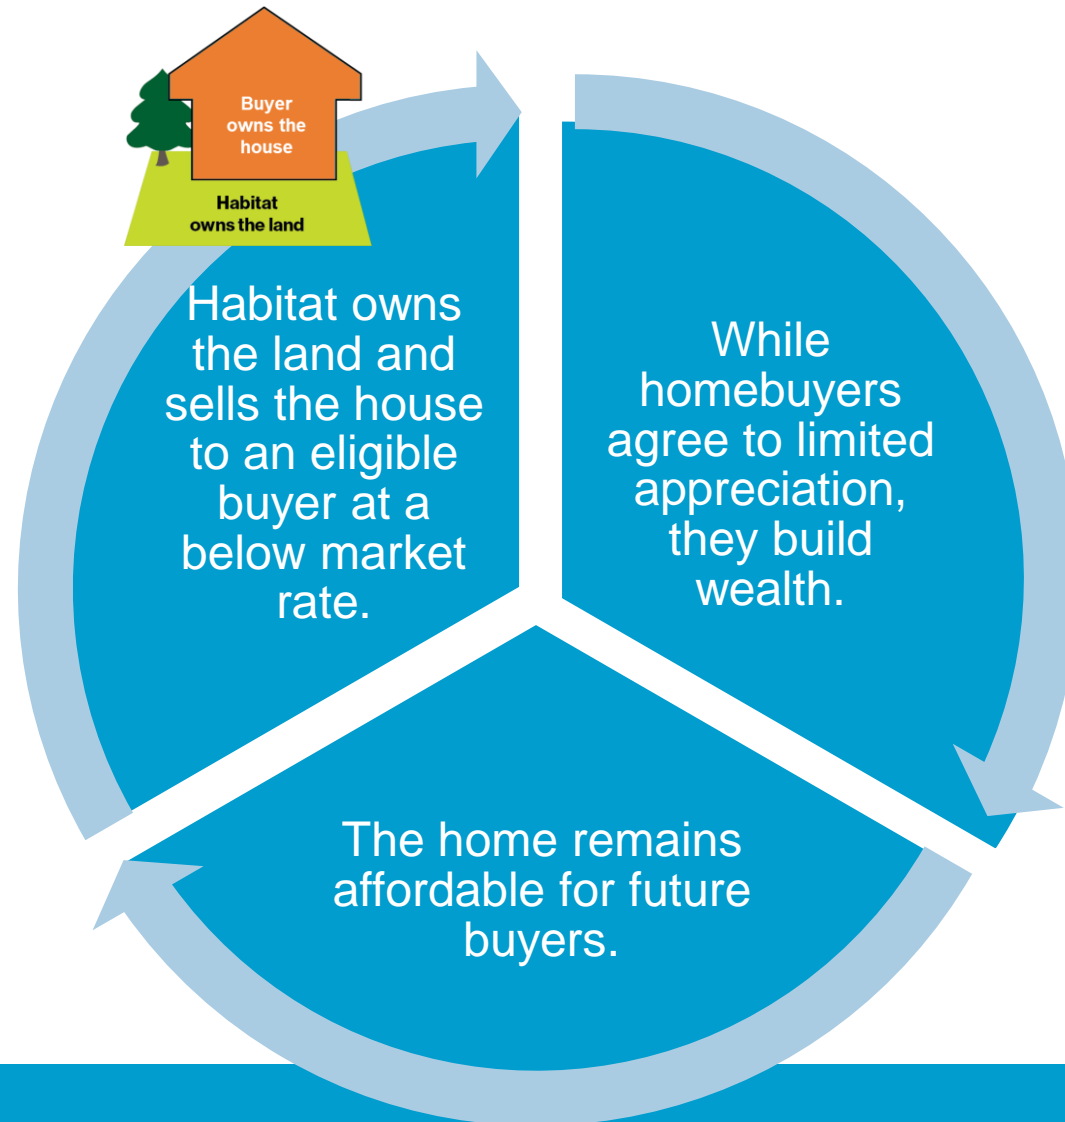 Buyer
owns the
house
Habitat
owns the land
Habitat owns
the land and
sells the house
to an eligible
buyer at a
below market
rate.
While
homebuyers
agree to limited
appreciation,
they build
wealth.
The home remains
affordable for future
buyers.